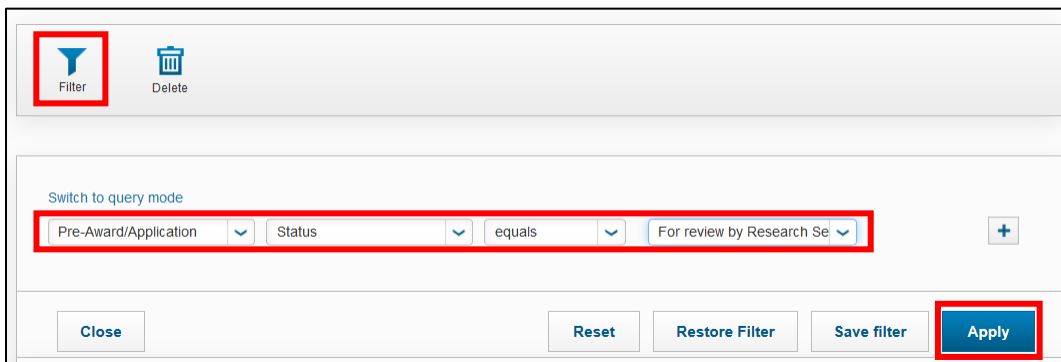 Filter Delete
Switch to query mode
Pre-Award/Application Status equals For review by Research Se
Close Reset Restore Filter Save filter Apply